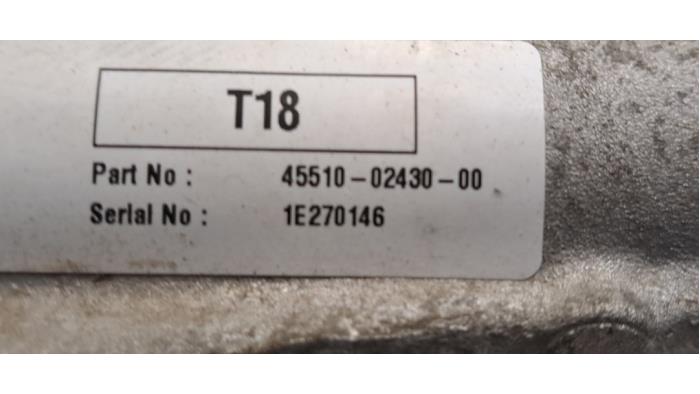 T18
Part No : 45510-02430-00
Serial No : 1E270146